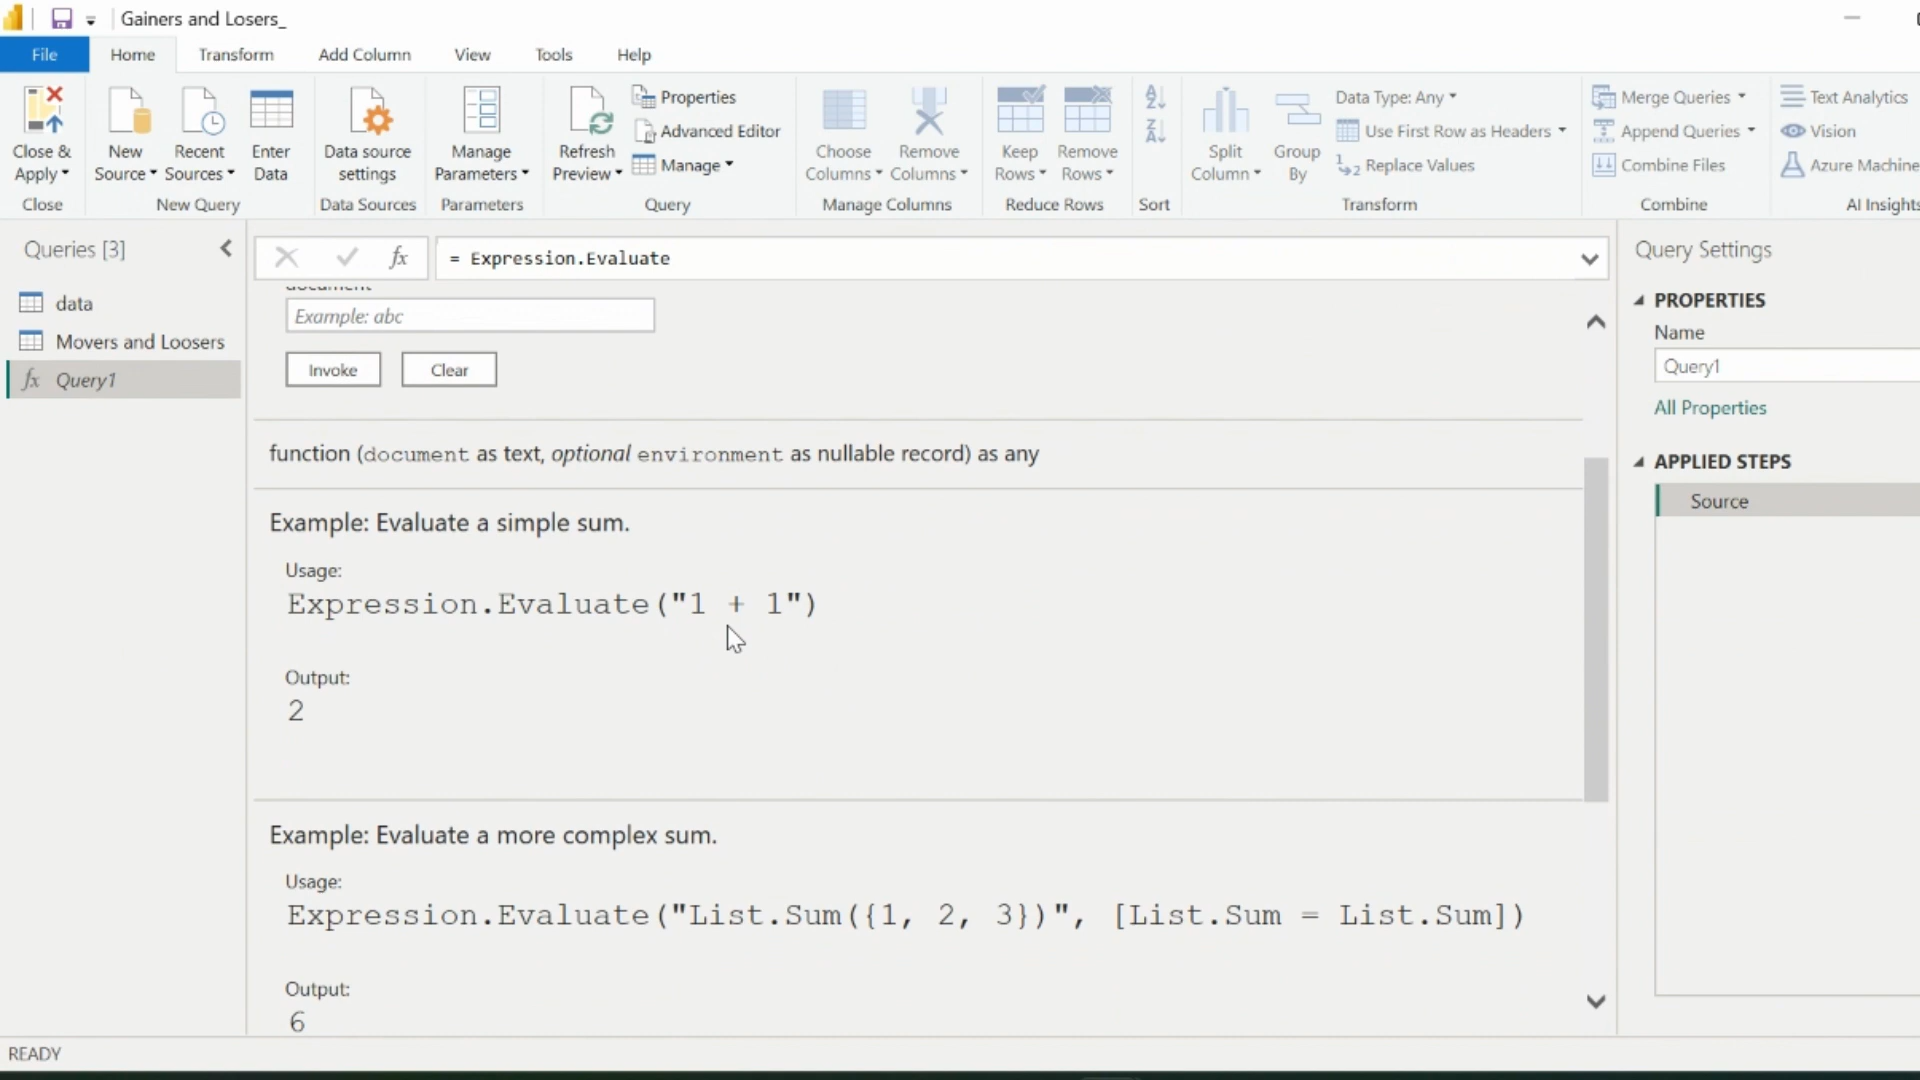 Gainers and Losers_
File Home Transform Add Column View Tools Help
Close & Apply
New Source
Recent Sources
Enter Data
Data source settings
Manage Parameters
Refresh Preview
Properties
Advanced Editor
Manage
Choose Columns
Remove Columns
Keep Rows
Remove Rows
Split Column
Group By
Data Type: Any
Use First Row as Headers
Replace Values
Merge Queries
Append Queries
Combine Files
Text Analytics
Vision
Azure Machine
Close
New Query
Data Sources
Parameters
Query
Manage Columns
Reduce Rows
Sort
Transform
Combine
AI Insights
Queries [3]
data
Movers and Loosers
fx Query1
fx
= Expression.Evaluate
document
Example: abc
Invoke Clear
function (document as text, optional environment as nullable record) as any
Example: Evaluate a simple sum.
Usage:
Expression.Evaluate("1 + 1")
Output:
2
Example: Evaluate a more complex sum.
Usage:
Expression.Evaluate("List.Sum({1, 2, 3})", [List.Sum = List.Sum])
Output:
6
Query Settings
PROPERTIES
Name
Query1
All Properties
APPLIED STEPS
Source
READY